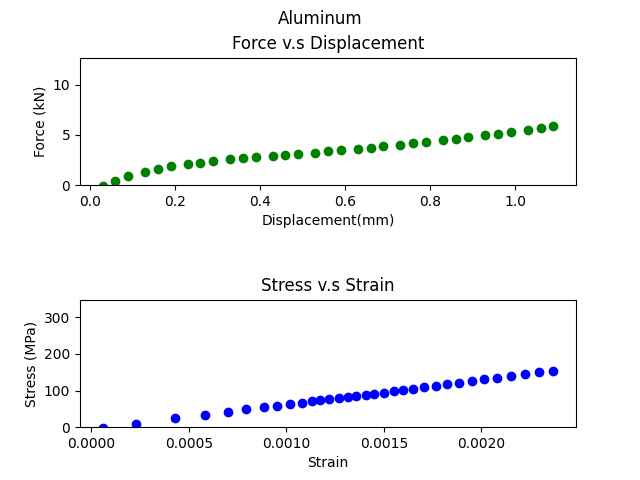 Aluminum
Force v.s Displacement
Force (kN)
10
5
0
0.0 0.2 0.4 0.6 0.8 1.0
Displacement(mm)
Stress v.s Strain
Stress (MPa)
300
200
100
0
0.0000 0.0005 0.0010 0.0015 0.0020
Strain